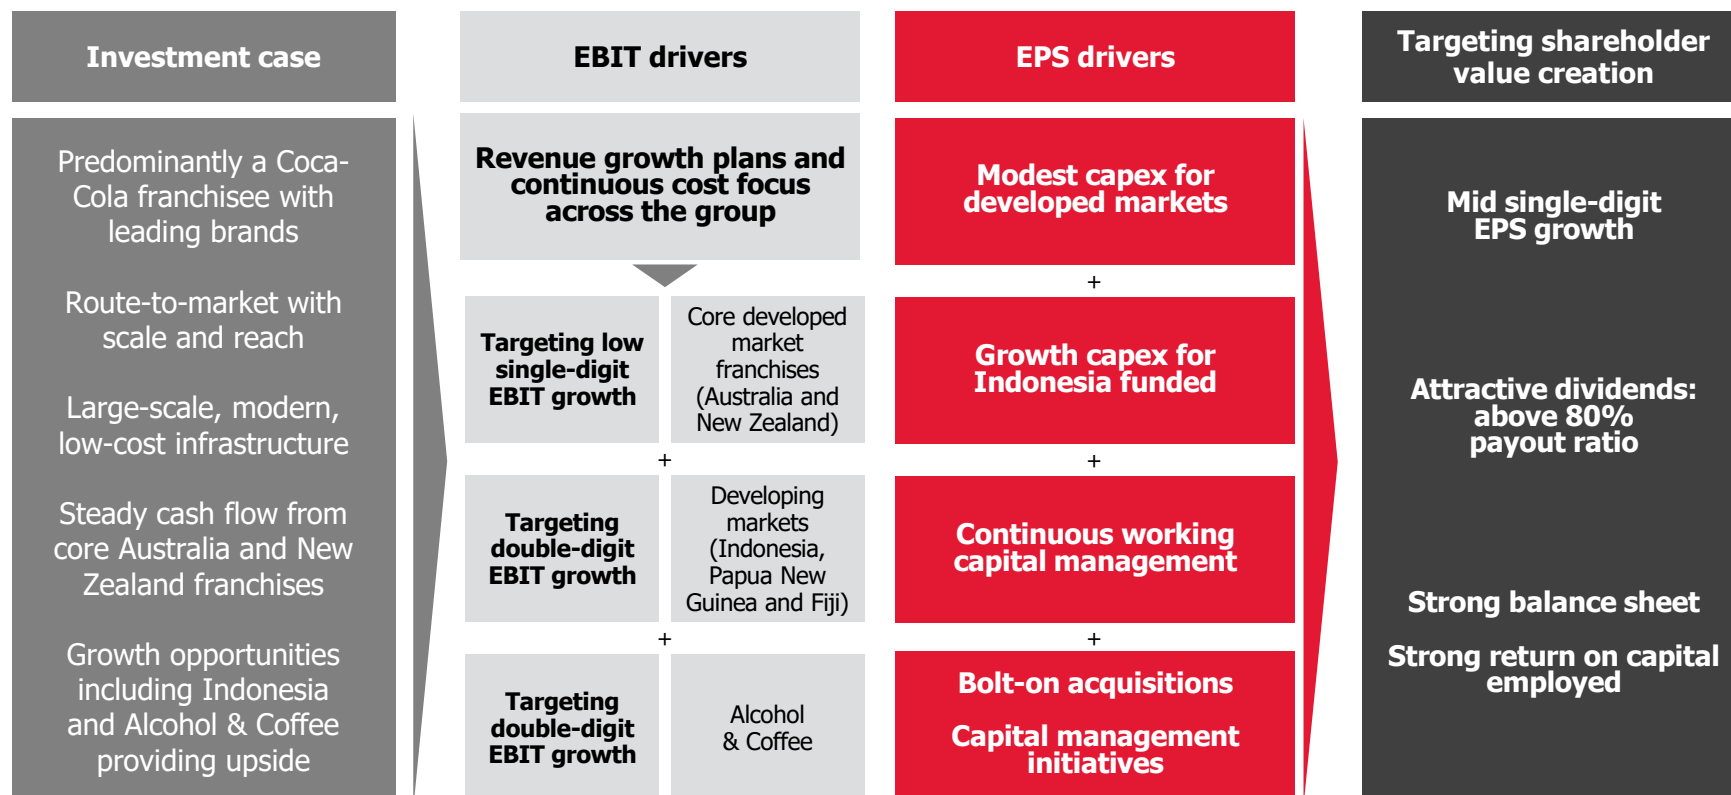 Investment case
Predominantly a Coca-
Cola franchisee with
leading brands
Route-to-market with
scale and reach
Large-scale, modern,
low-cost infrastructure
Steady cash flow from
core Australia and New
Zealand franchises
Growth opportunities
including Indonesia
and Alcohol & Coffee
providing upside
EBIT drivers
Revenue growth plans and
continuous cost focus
across the group
Targeting low
single-digit
EBIT growth
Core developed
market
franchises
(Australia and
New Zealand)
+
Targeting
double-digit
EBIT growth
Developing
markets
(Indonesia,
Papua New
Guinea and Fiji)
+
Targeting
double-digit
EBIT growth
Alcohol
& Coffee
EPS drivers
Modest capex for
developed markets
+
Growth capex for
Indonesia funded
+
Continuous working
capital management
+
Bolt-on acquisitions
Capital management
initiatives
Targeting shareholder
value creation
Mid single-digit
EPS growth
Attractive dividends:
above 80%
payout ratio
Strong balance sheet
Strong return on capital
employed